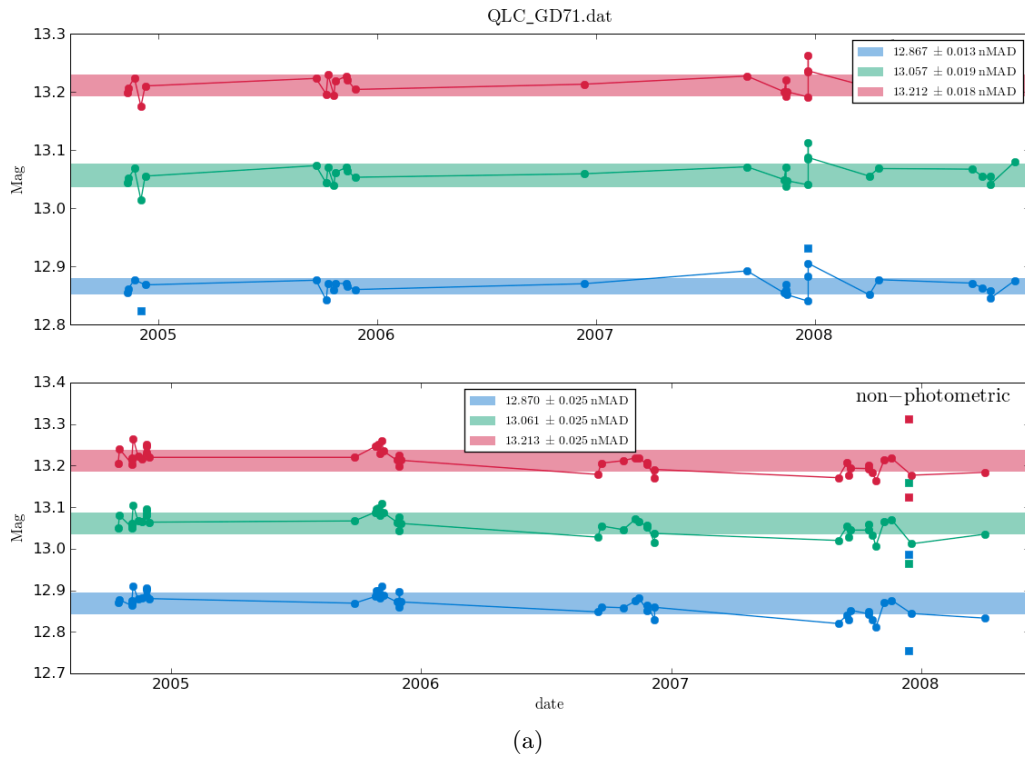 QLC_GD71.dat
13.3
13.2
13.1
13.0
12.9
12.8
Mag
12.867 ± 0.013 nMAD
13.057 ± 0.019 nMAD
13.212 ± 0.018 nMAD
2005
2006
2007
2008
13.4
13.3
13.2
13.1
13.0
12.9
12.8
12.7
Mag
12.870 ± 0.025 nMAD
13.061 ± 0.025 nMAD
13.213 ± 0.025 nMAD
non−photometric
2005
2006
2007
2008
date
(a)